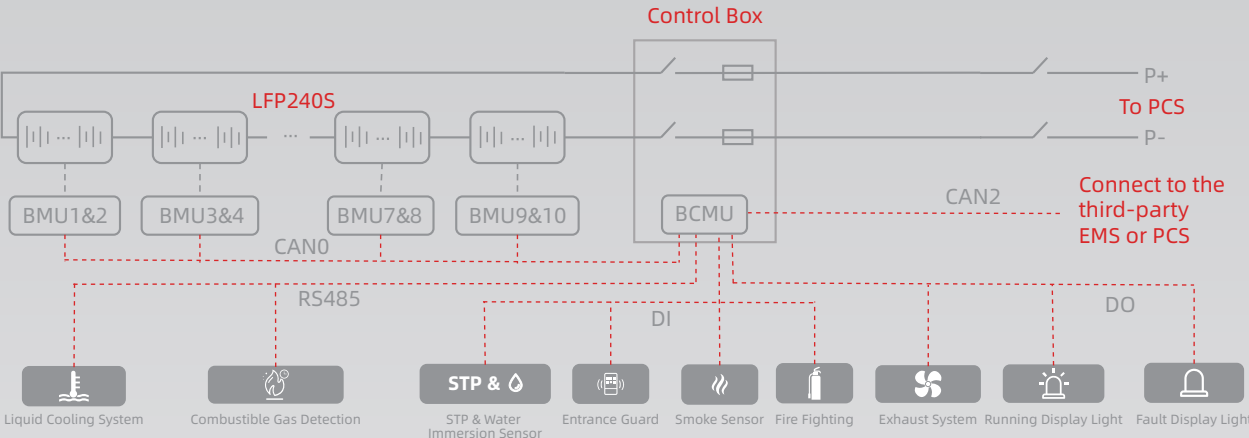 Control Box
P+
LFP240S
To PCS
P-
BMU1&2
BMU3&4
BMU7&8
BMU9&10
BCMU
CAN2
Connect to the
third-party
EMS or PCS
CAN0
RS485
DI
DO
STP &
Liquid Cooling System
Combustible Gas Detection
STP & Water
Immersion Sensor
Entrance Guard
Smoke Sensor
Fire Fighting
Exhaust System
Running Display Light
Fault Display Light